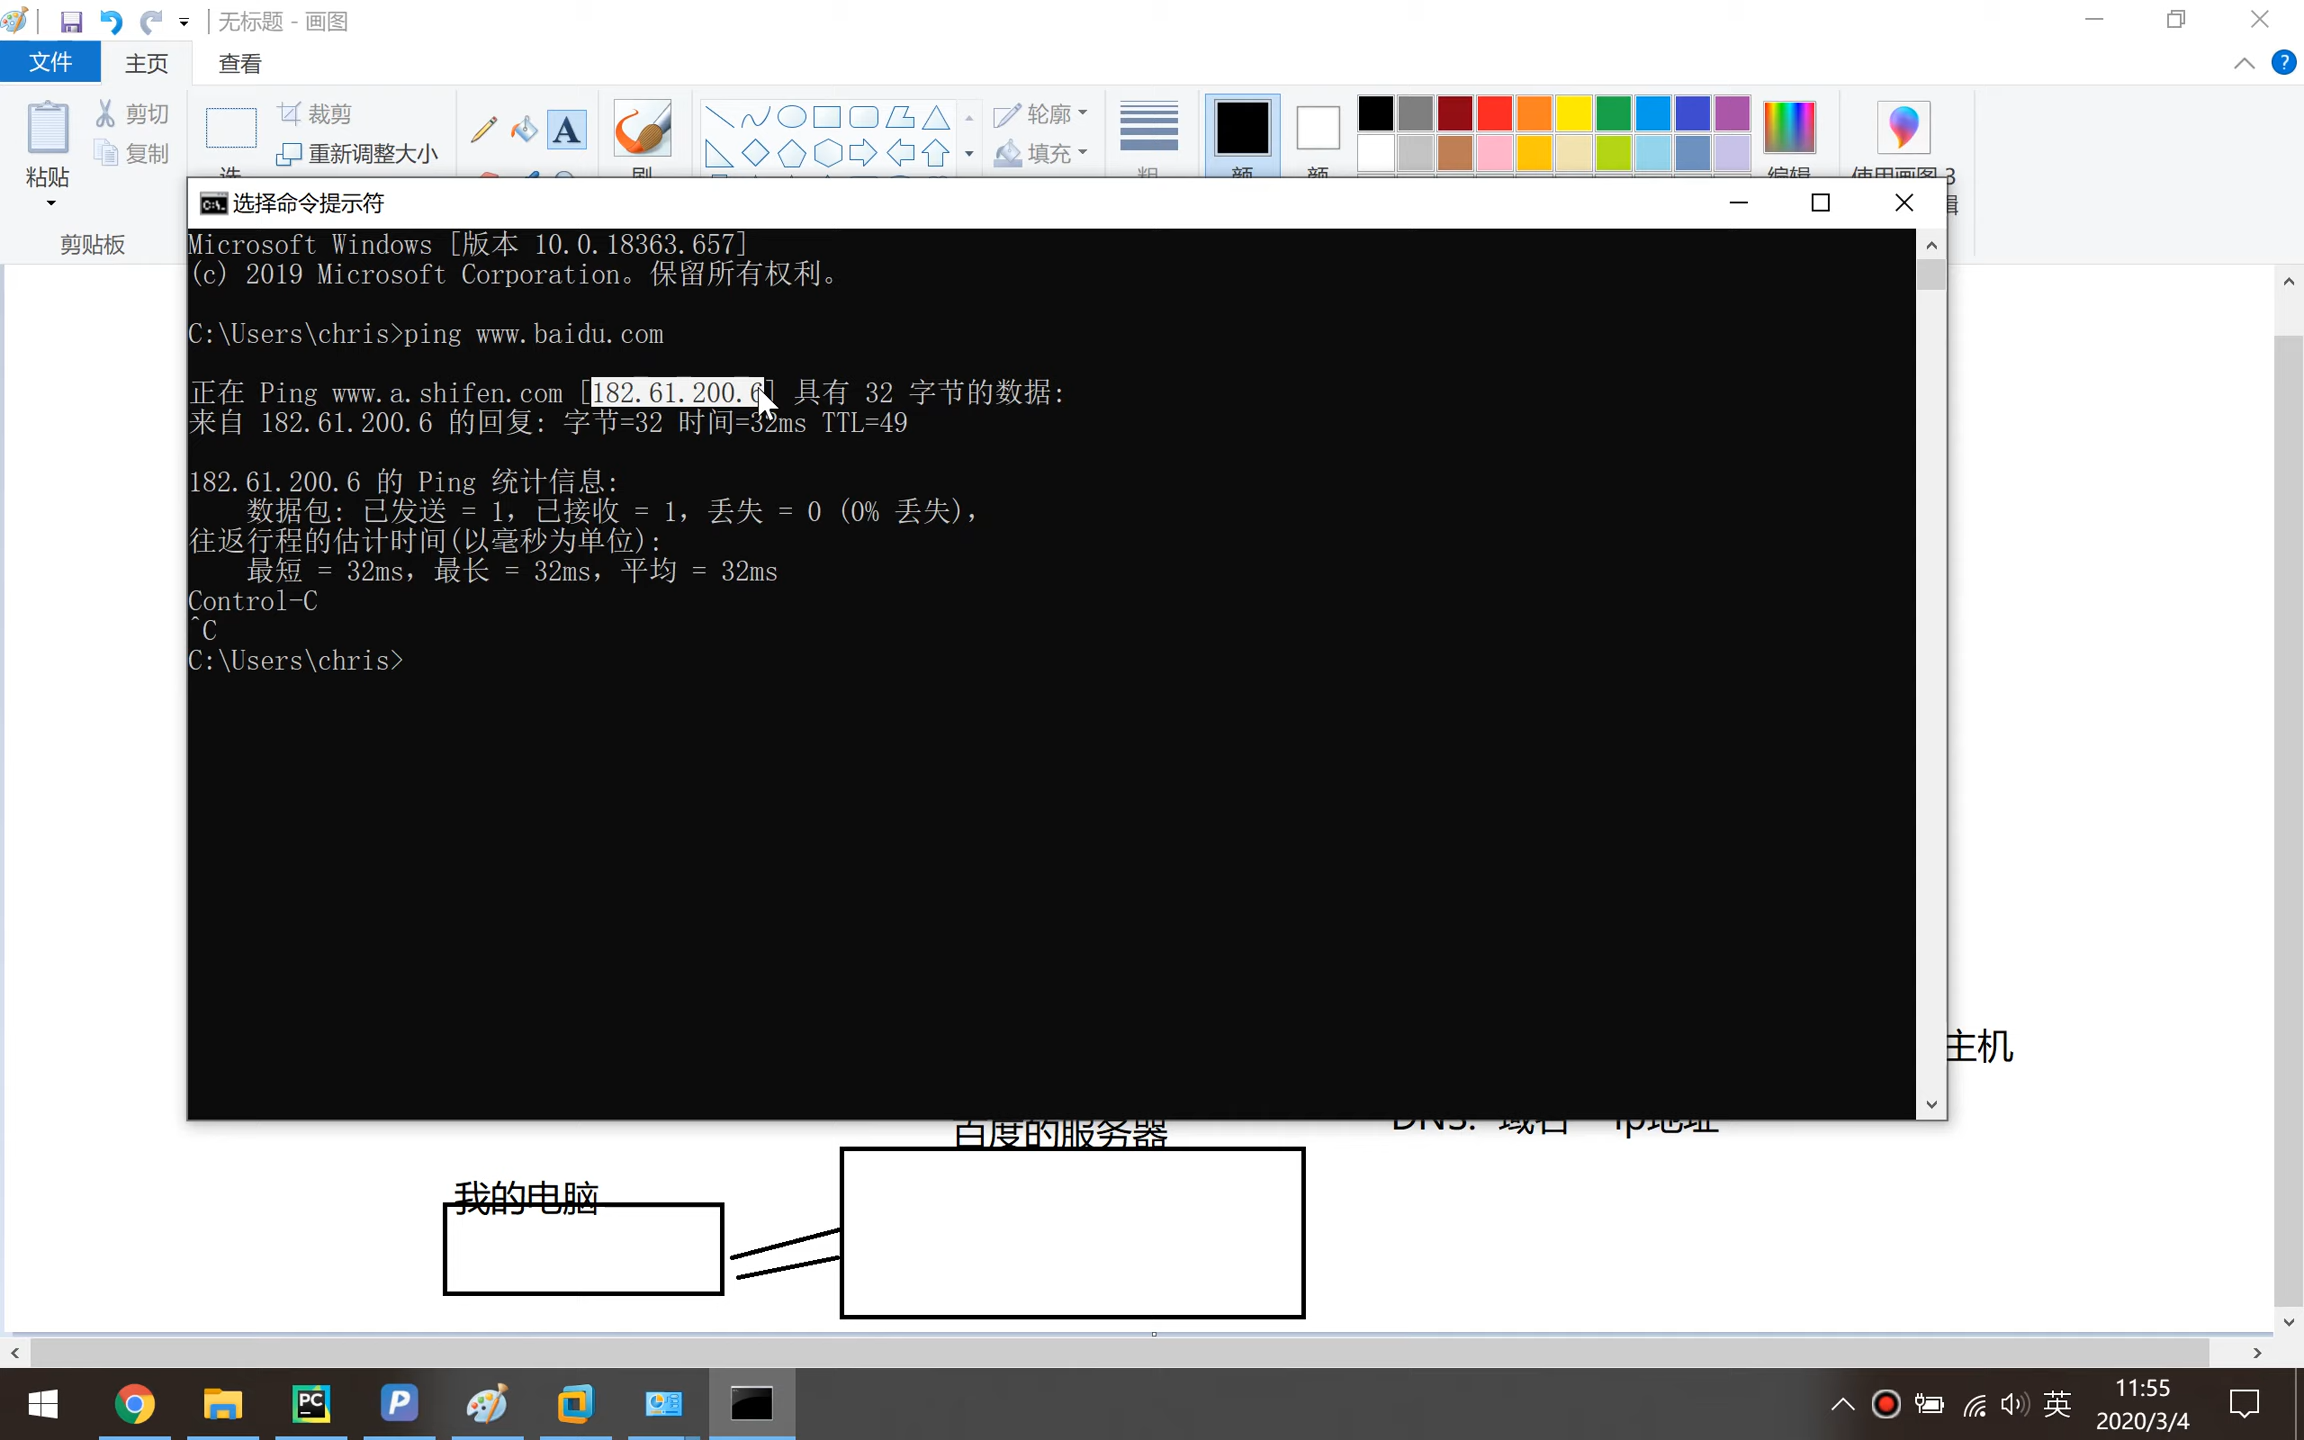 无标题 - 画图
文件 主页 查看
粘贴
剪切
复制
剪贴板
裁剪
重新调整大小
A
轮廓
填充
选择命令提示符
Microsoft Windows [版本 10.0.18363.657]
(c) 2019 Microsoft Corporation。保留所有权利。
C:\Users\chris>ping www.baidu.com
正在 Ping www.a.shifen.com [182.61.200.6] 具有 32 字节的数据:
来自 182.61.200.6 的回复: 字节=32 时间=32ms TTL=49
182.61.200.6 的 Ping 统计信息:
数据包: 已发送 = 1，已接收 = 1，丢失 = 0 (0% 丢失)，
往返行程的估计时间(以毫秒为单位):
最短 = 32ms，最长 = 32ms，平均 = 32ms
Control-C
^C
C:\Users\chris>
主机
百度的服务器
DNS: 域名 ip地址
我的电脑
英
11:55
2020/3/4